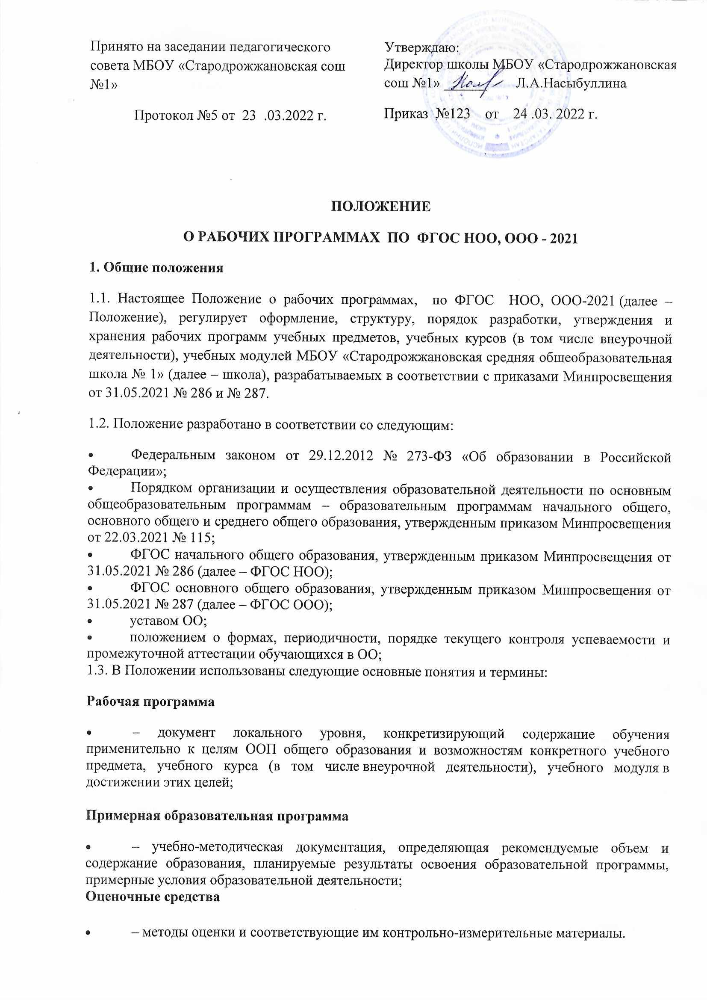 Принято на заседании педагогического
совета МБОУ «Стародрожжановская сош
№1»
Протокол №5 от 23 .03.2022 г.
Утверждаю:
Директор школы МБОУ «Стародрожжановская
сош №1» Л.А.Насыбуллина
Приказ №123 от 24 .03. 2022 г.
ПОЛОЖЕНИЕ
О РАБОЧИХ ПРОГРАММАХ ПО ФГОС НОО, ООО - 2021
1. Общие положения
1.1. Настоящее Положение о рабочих программах, по ФГОС НОО, ООО-2021 (далее –
Положение), регулирует оформление, структуру, порядок разработки, утверждения и
хранения рабочих программ учебных предметов, учебных курсов (в том числе внеурочной
деятельности), учебных модулей МБОУ «Стародрожжановская средняя общеобразовательная
школа № 1» (далее – школа), разрабатываемых в соответствии с приказами Минпросвещения
от 31.05.2021 № 286 и № 287.
1.2. Положение разработано в соответствии со следующим:
• Федеральным законом от 29.12.2012 № 273-ФЗ «Об образовании в Российской
Федерации»;
• Порядком организации и осуществления образовательной деятельности по основным
общеобразовательным программам – образовательным программам начального общего,
основного общего и среднего общего образования, утвержденным приказом Минпросвещения
от 22.03.2021 № 115;
• ФГОС начального общего образования, утвержденным приказом Минпросвещения от
31.05.2021 № 286 (далее – ФГОС НОО);
• ФГОС основного общего образования, утвержденным приказом Минпросвещения от
31.05.2021 № 287 (далее – ФГОС ООО);
• уставом ОО;
• положением о формах, периодичности, порядке текущего контроля успеваемости и
промежуточной аттестации обучающихся в ОО;
1.3. В Положении использованы следующие основные понятия и термины:
Рабочая программа
• – документ локального уровня, конкретизирующий содержание обучения
применительно к целям ООП общего образования и возможностям конкретного учебного
предмета, учебного курса (в том числе внеурочной деятельности), учебного модуля в
достижении этих целей;
Примерная образовательная программа
• – учебно-методическая документация, определяющая рекомендуемые объем и
содержание образования, планируемые результаты освоения образовательной программы,
примерные условия образовательной деятельности;
Оценочные средства
• – методы оценки и соответствующие им контрольно-измерительные материалы.